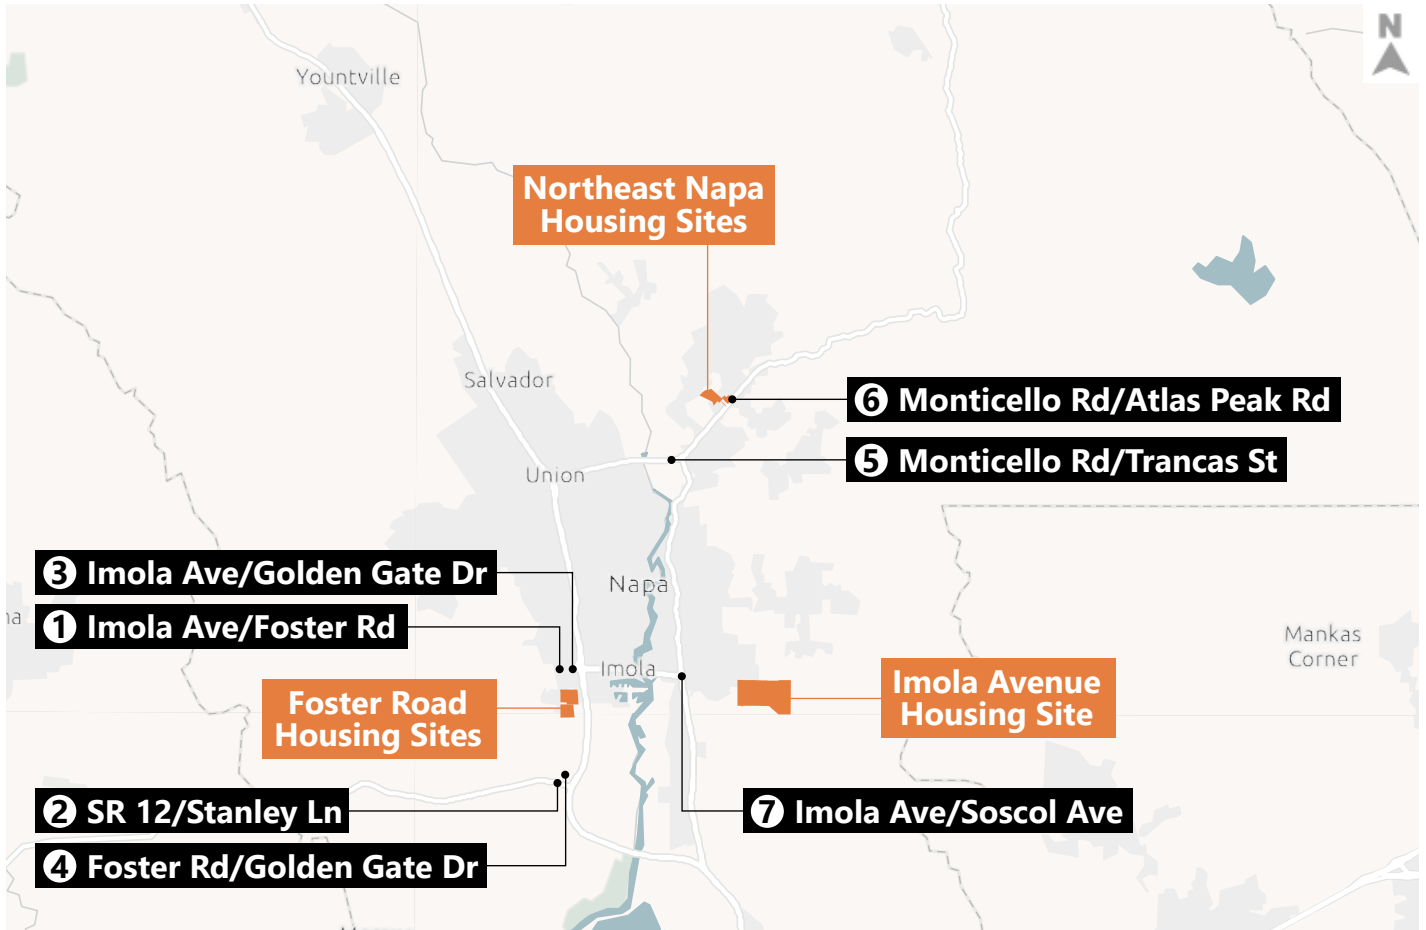 N
Yountville
Northeast Napa
Housing Sites
Salvador
6 Monticello Rd/Atlas Peak Rd
5 Monticello Rd/Trancas St
Union
3 Imola Ave/Golden Gate Dr
Napa
1 Imola Ave/Foster Rd
na
Mankas
Corner
Imola
Imola Avenue
Housing Site
Foster Road
Housing Sites
2 SR 12/Stanley Ln
7 Imola Ave/Soscol Ave
4 Foster Rd/Golden Gate Dr